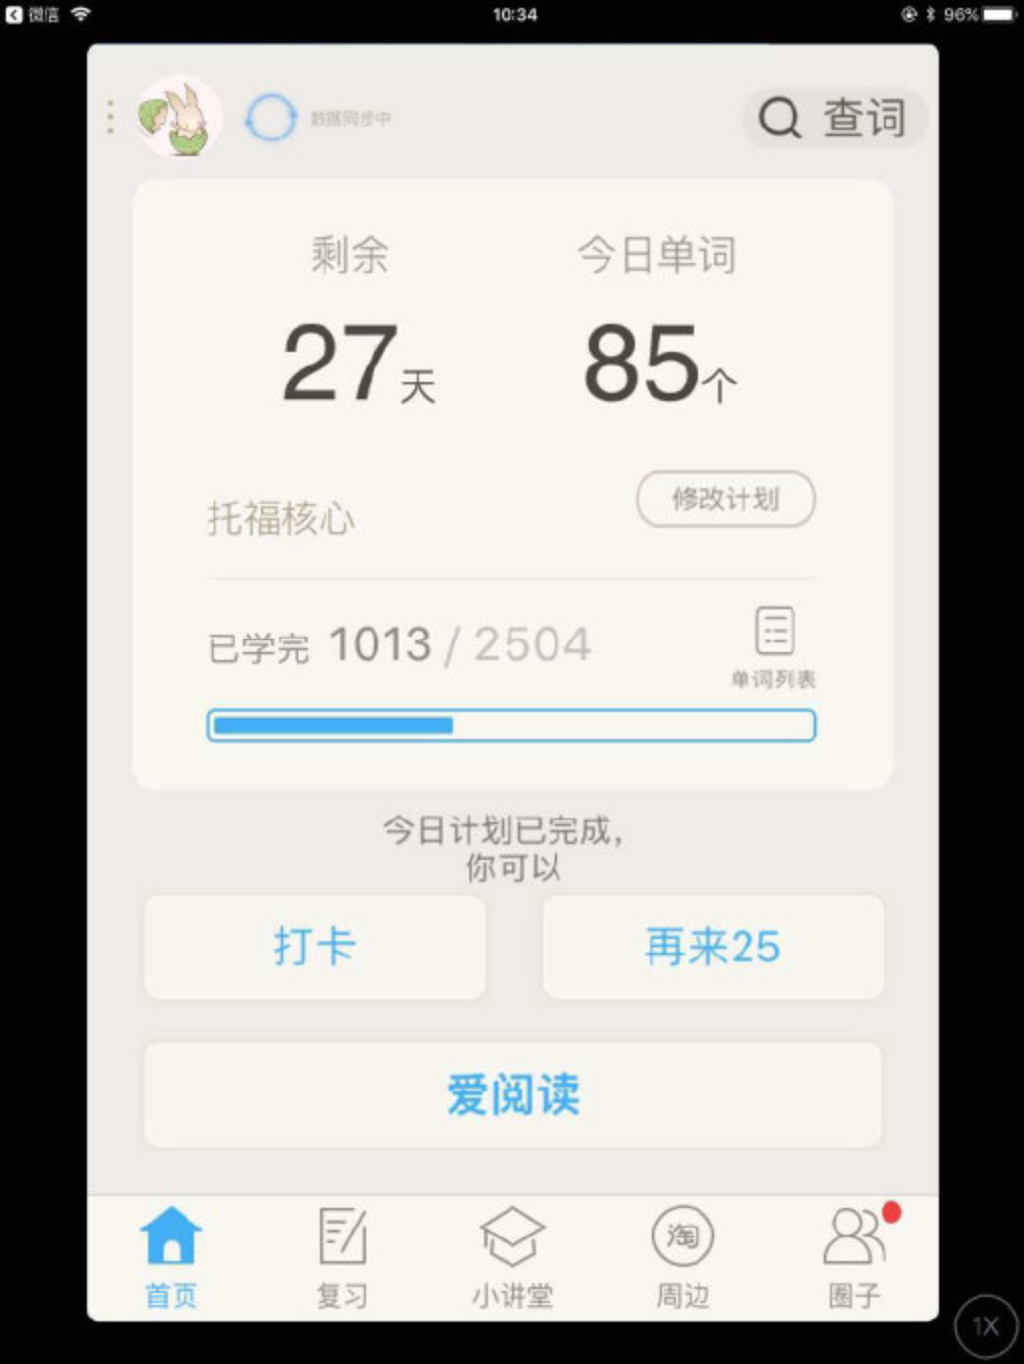 微信 10:34 96%
数据同步中 查词
剩余 今日单词
27天 85个
托福核心 修改计划
已学完 1013 / 2504
单词列表
今日计划已完成，
你可以
打卡 再来25
爱阅读
淘
首页 复习 小讲堂 周边 圈子
1X